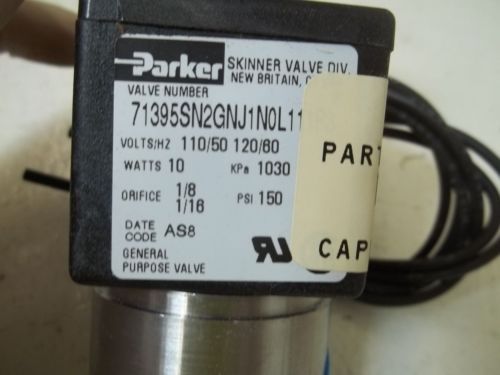 Parker SKINNER VALVE DIV.
NEW BRITAIN,
VALVE NUMBER
71395SN2GNJ1N0L11
VOLTS/HZ 110/50 120/60
WATTS 10 KPa 1030
ORIFICE 1/8 1/16 PSI 150
DATE CODE AS8
GENERAL
PURPOSE VALVE
PART
CAP